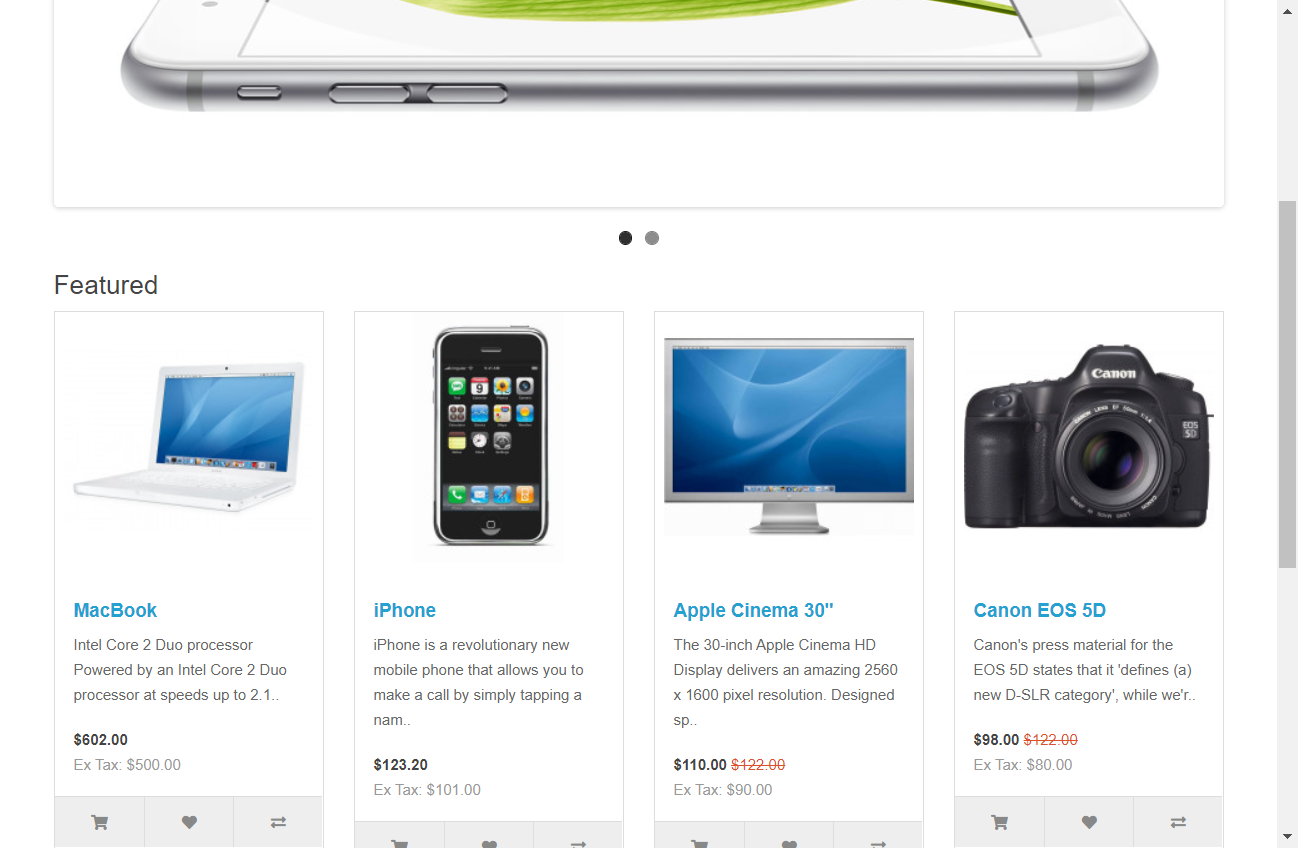 Featured
MacBook
Intel Core 2 Duo processor
Powered by an Intel Core 2 Duo
processor at speeds up to 2.1..
$602.00
Ex Tax: $500.00
iPhone
iPhone is a revolutionary new
mobile phone that allows you to
make a call by simply tapping a
nam..
$123.20
Ex Tax: $101.00
Apple Cinema 30"
The 30-inch Apple Cinema HD
Display delivers an amazing 2560
x 1600 pixel resolution. Designed
sp..
$110.00 $122.00
Ex Tax: $90.00
Canon
EOS
5D
Canon EOS 5D
Canon's press material for the
EOS 5D states that it 'defines (a)
new D-SLR category', while we'r..
$98.00 $122.00
Ex Tax: $80.00